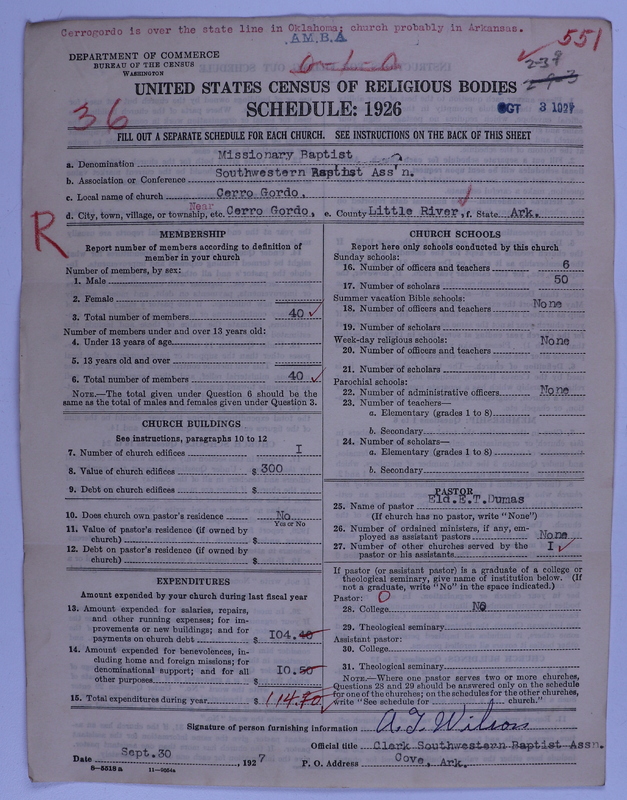 Cerrogordo is over the state line in Oklahoma; church probably in Arkansas.
A.M.B.A
551
DEPARTMENT OF COMMERCE
BUREAU OF THE CENSUS
WASHINGTON
2-39
2-9-3
UNITED STATES CENSUS OF RELIGIOUS BODIES
36
SCHEDULE: 1926
OCT 3 1927
FILL OUT A SEPARATE SCHEDULE FOR EACH CHURCH. SEE INSTRUCTIONS ON THE BACK OF THIS SHEET
a. Denomination Missionary Baptist
b. Association or Conference Southwestern Baptist Ass'n.
c. Local name of church Cerro Gordo,
d. City, town, village, or township, etc. Near Cerro Gordo, e. County Little River, f. State Ark.
R
MEMBERSHIP
Report number of members according to definition of
member in your church
Number of members, by sex:
1. Male
2. Female
3. Total number of members 40
Number of members under and over 13 years old:
4. Under 13 years of age
5. 13 years old and over
6. Total number of members 40
NOTE.—The total given under Question 6 should be the
same as the total of males and females given under Question 3.
CHURCH BUILDINGS
See instructions, paragraphs 10 to 12
7. Number of church edifices I
8. Value of church edifices $ 300
9. Debt on church edifices $
10. Does church own pastor's residence No
Yes or No
11. Value of pastor's residence (if owned by
church) $
12. Debt on pastor's residence (if owned by
church) $
EXPENDITURES
Amount expended by your church during last fiscal year
13. Amount expended for salaries, repairs,
and other running expenses; for im-
provements or new buildings; and for
payments on church debt $ I04.40
14. Amount expended for benevolences, in-
cluding home and foreign missions; for
denominational support; and for all
other purposes $ I0.50
15. Total expenditures during year $ 114.70
CHURCH SCHOOLS
Report here only schools conducted by this church
Sunday schools:
16. Number of officers and teachers 6
17. Number of scholars 50
Summer vacation Bible schools:
18. Number of officers and teachers None
19. Number of scholars
Week-day religious schools: None
20. Number of officers and teachers
21. Number of scholars
Parochial schools:
22. Number of administrative officers None
23. Number of teachers—
a. Elementary (grades 1 to 8)
b. Secondary
24. Number of scholars—
a. Elementary (grades 1 to 8)
b. Secondary
PASTOR
25. Name of pastor Eld.E.T.Dumas
(If church has no pastor, write "None")
26. Number of ordained ministers, if any, em-
ployed as assistant pastors None
27. Number of other churches served by the
pastor or his assistants I
If pastor (or assistant pastor) is a graduate of a college or
theological seminary, give name of institution below. (If
not a graduate, write "No" in the space indicated.)
Pastor: 0
28. College No
29. Theological seminary
Assistant pastor:
30. College
31. Theological seminary
NOTE.—Where one pastor serves two or more churches,
Questions 28 and 29 should be answered only on the schedule
for one of the churches; on the schedules for the other churches,
write "See schedule for church."
Signature of person furnishing information A.T. Wilson
Official title Clerk Southwestern Baptist Assn.
Date Sept.30, 1927
P. O. Address Cove, Ark.
8—5518a 11—9094a